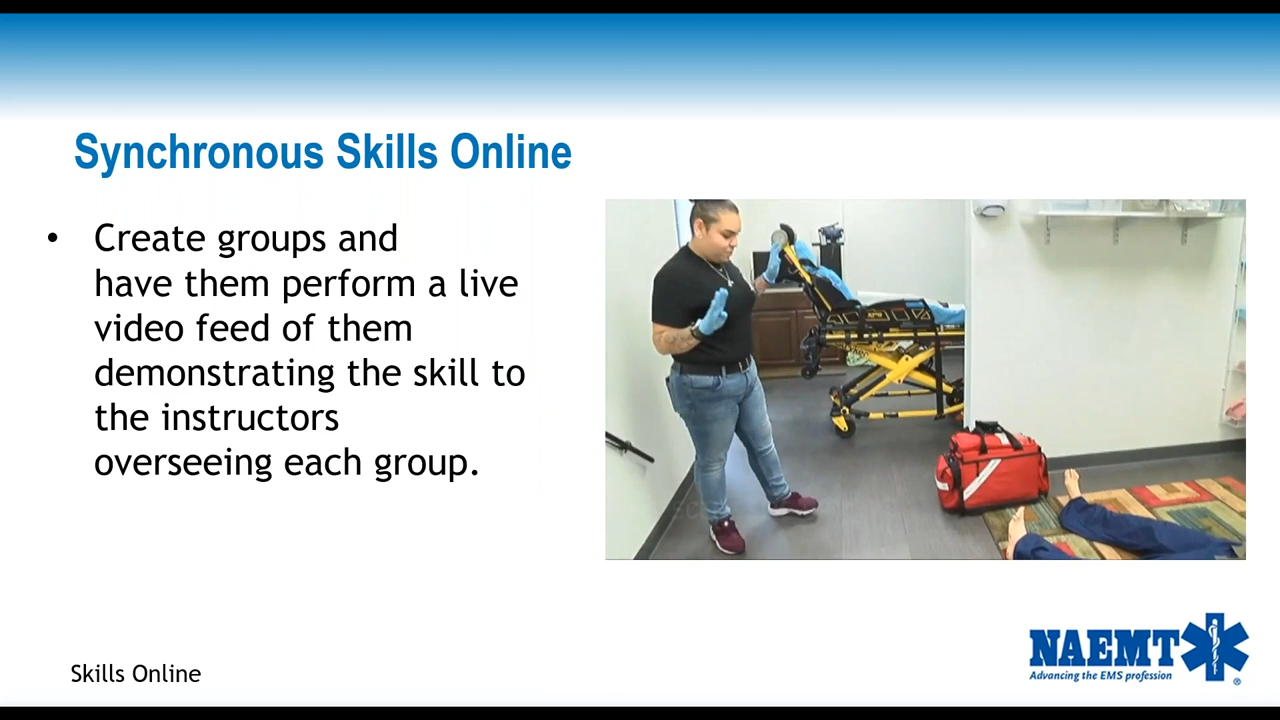 Synchronous Skills Online
• Create groups and
have them perform a live
video feed of them
demonstrating the skill to
the instructors
overseeing each group.
Skills Online
NAEMT
Advancing the EMS profession
®